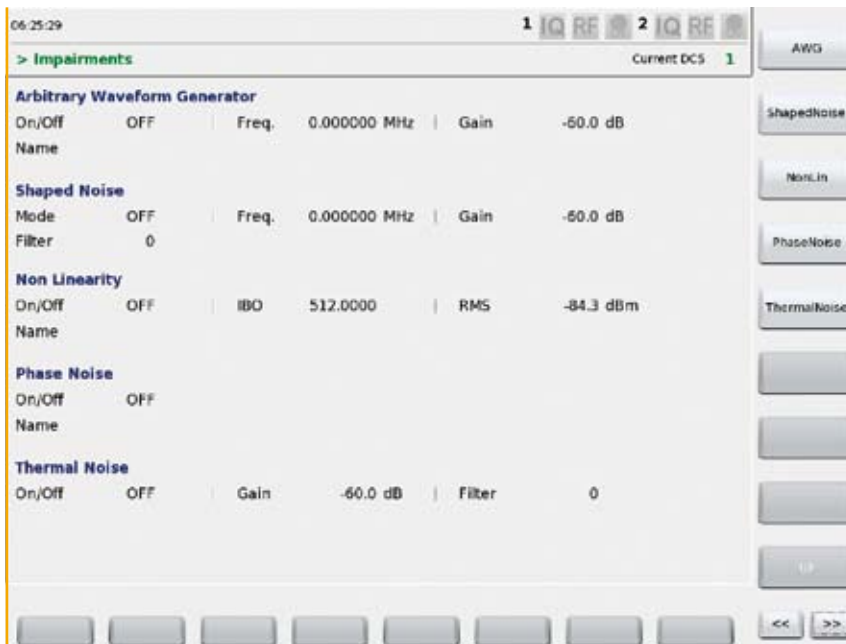 06:25:29 1 IQ RF 2 IQ RF
> Impairments Current DCS 1
Arbitrary Waveform Generator
On/Off OFF | Freq. 0.000000 MHz | Gain -60.0 dB
Name
Shaped Noise
Mode OFF | Freq. 0.000000 MHz | Gain -60.0 dB
Filter 0
Non Linearity
On/Off OFF | IBO 512.0000 | RMS -84.3 dBm
Name
Phase Noise
On/Off OFF
Name
Thermal Noise
On/Off OFF | Gain -60.0 dB | Filter 0
AWG
ShapedNoise
NonLin
PhaseNoise
ThermalNoise
<< >>